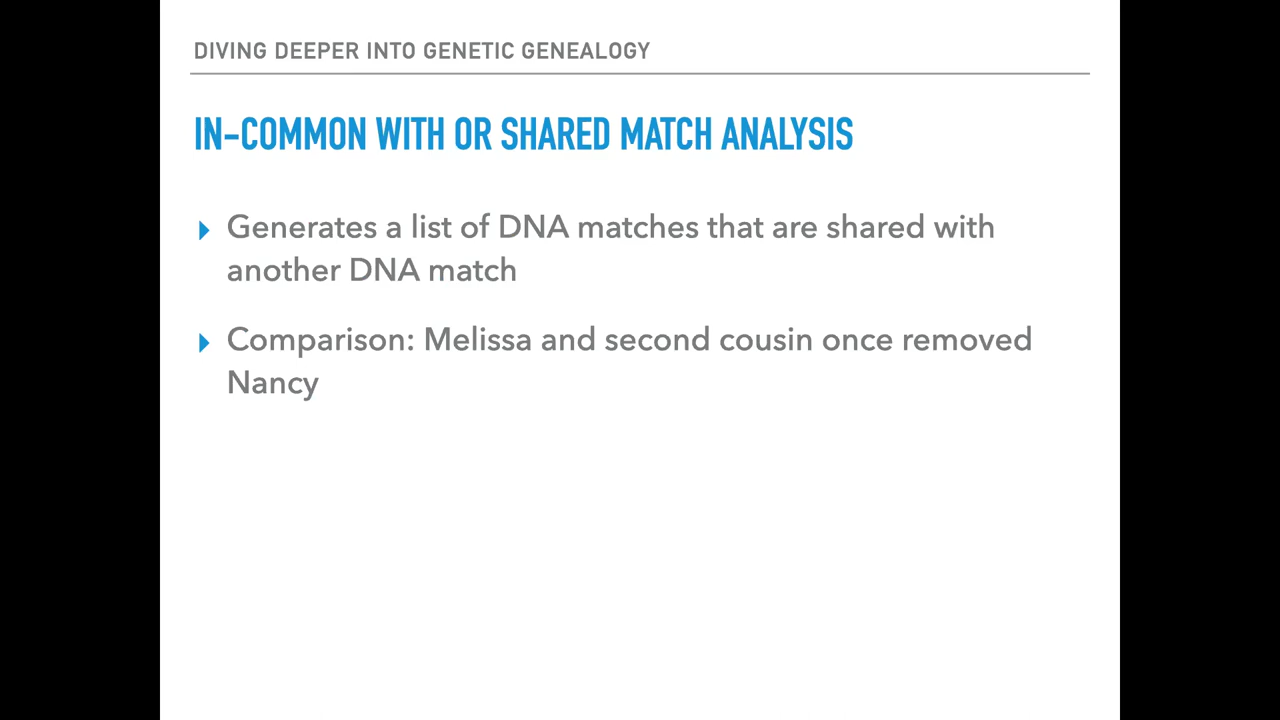 DIVING DEEPER INTO GENETIC GENEALOGY
IN-COMMON WITH OR SHARED MATCH ANALYSIS
Generates a list of DNA matches that are shared with
another DNA match
Comparison: Melissa and second cousin once removed
Nancy